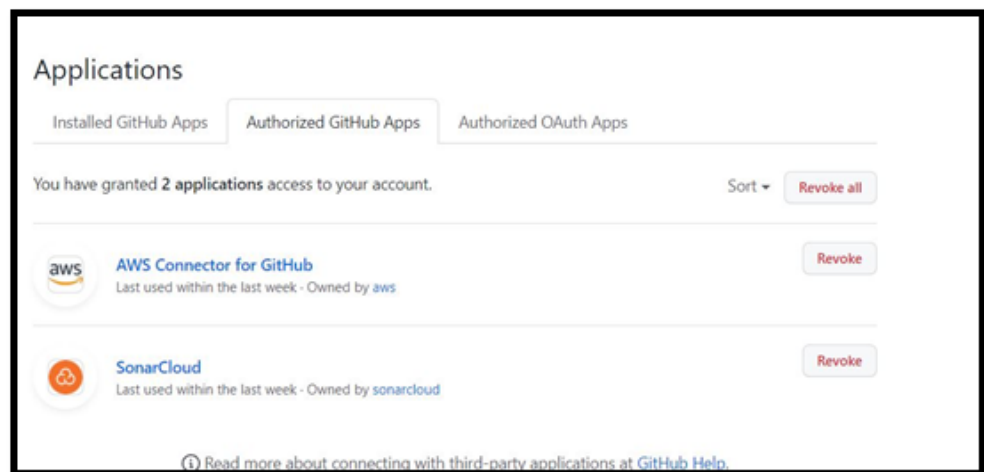 Applications
Installed GitHub Apps Authorized GitHub Apps Authorized OAuth Apps
You have granted 2 applications access to your account. Sort Revoke all
aws AWS Connector for GitHub Revoke
Last used within the last week · Owned by aws
SonarCloud Revoke
Last used within the last week · Owned by sonarcloud
Read more about connecting with third-party applications at GitHub Help.